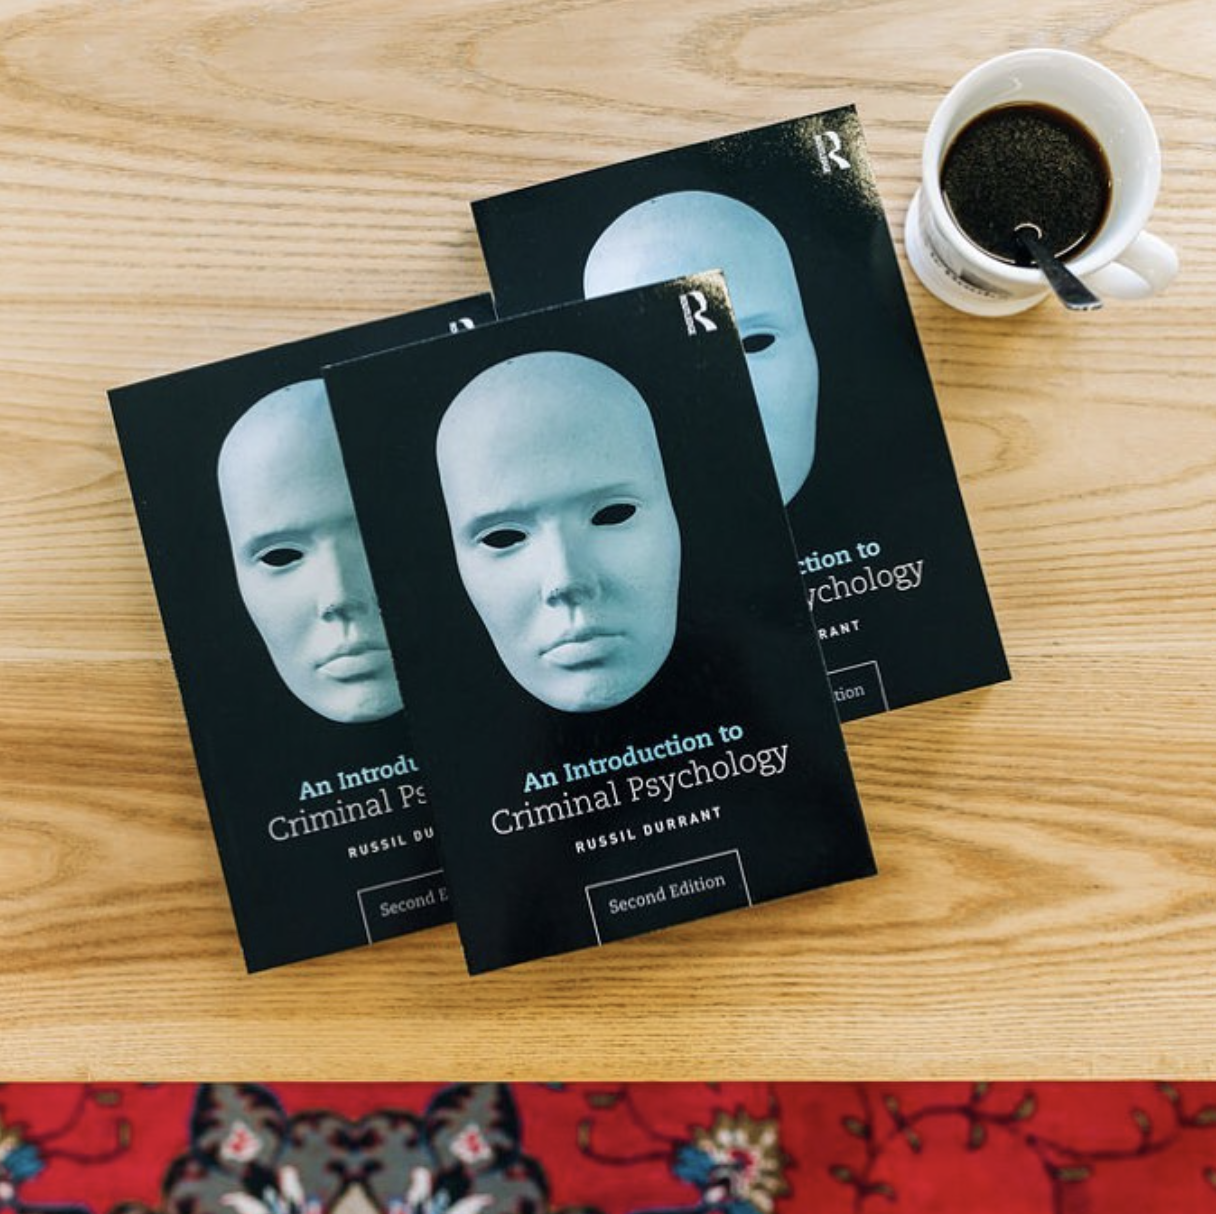 R
R
ction to
ychology
RANT
tion
An Introdu
Criminal Ps
RUSSIL DU
Second E
An Introduction to
Criminal Psychology
RUSSIL DURRANT
Second Edition